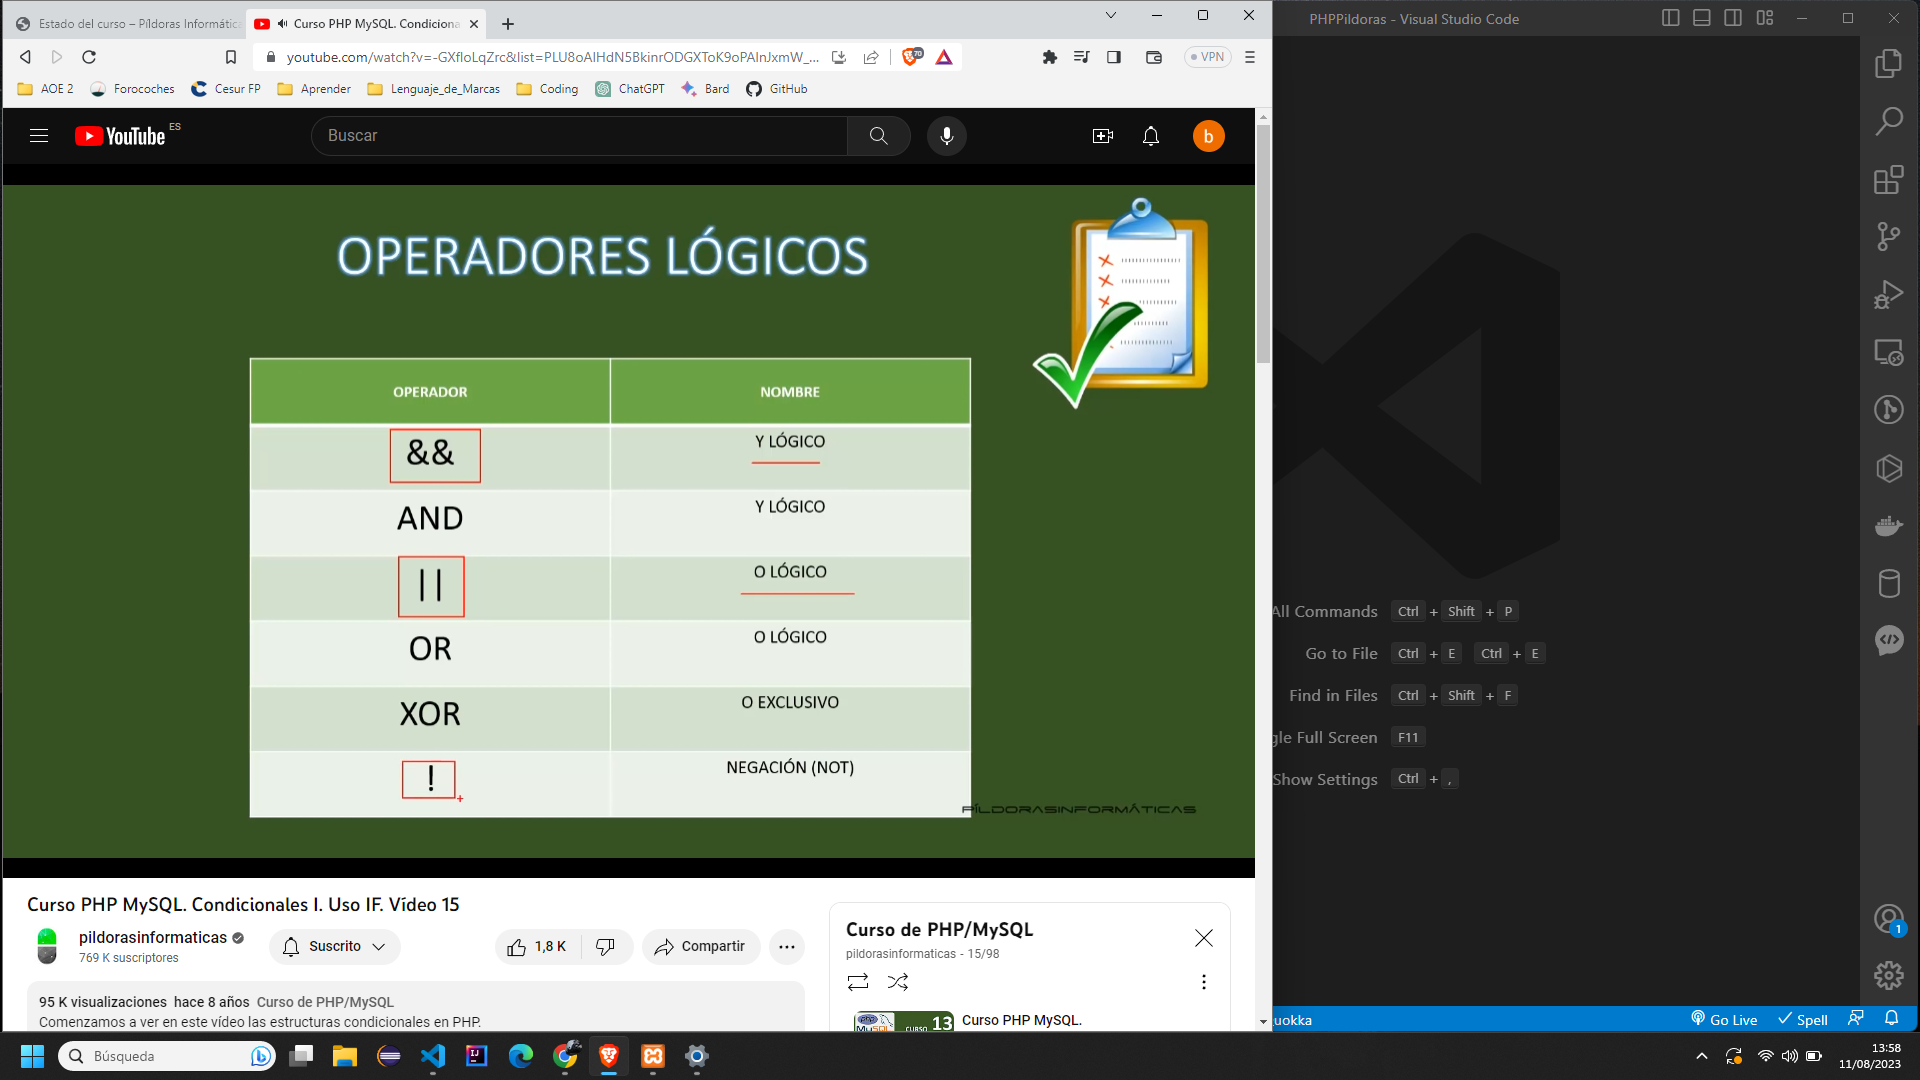 Estado del curso – Píldoras Informátic
Curso PHP MySQL. Condiciona
youtube.com/watch?v=-GXfloLqZrc&list=PLU8oAlHdN5BkinrODGXToK9oPAlnJxmW_...
70
VPN
AOE 2
Forocoches
Cesur FP
Aprender
Lenguaje_de_Marcas
Coding
ChatGPT
Bard
GitHub
YouTube ES
Buscar
b
OPERADORES LÓGICOS
OPERADOR NOMBRE
&& Y LÓGICO
AND Y LÓGICO
|| O LÓGICO
OR O LÓGICO
XOR O EXCLUSIVO
! NEGACIÓN (NOT)
PÍLDORASINFORMÁTICAS
Curso PHP MySQL. Condicionales I. Uso IF. Vídeo 15
pildorasinformaticas
769 K suscriptores
Suscrito
1,8 K
Compartir
95 K visualizaciones hace 8 años Curso de PHP/MySQL
Comenzamos a ver en este vídeo las estructuras condicionales en PHP.
Curso de PHP/MySQL
pildorasinformaticas - 15/98
PHP
MySQL
CURSO 13
Curso PHP MySQL.
PHPPildoras - Visual Studio Code
All Commands Ctrl + Shift + P
Go to File Ctrl + E Ctrl + E
Find in Files Ctrl + Shift + F
gle Full Screen F11
Show Settings Ctrl + ,
1
uokka
Go Live
Spell
Búsqueda
13:58
11/08/2023